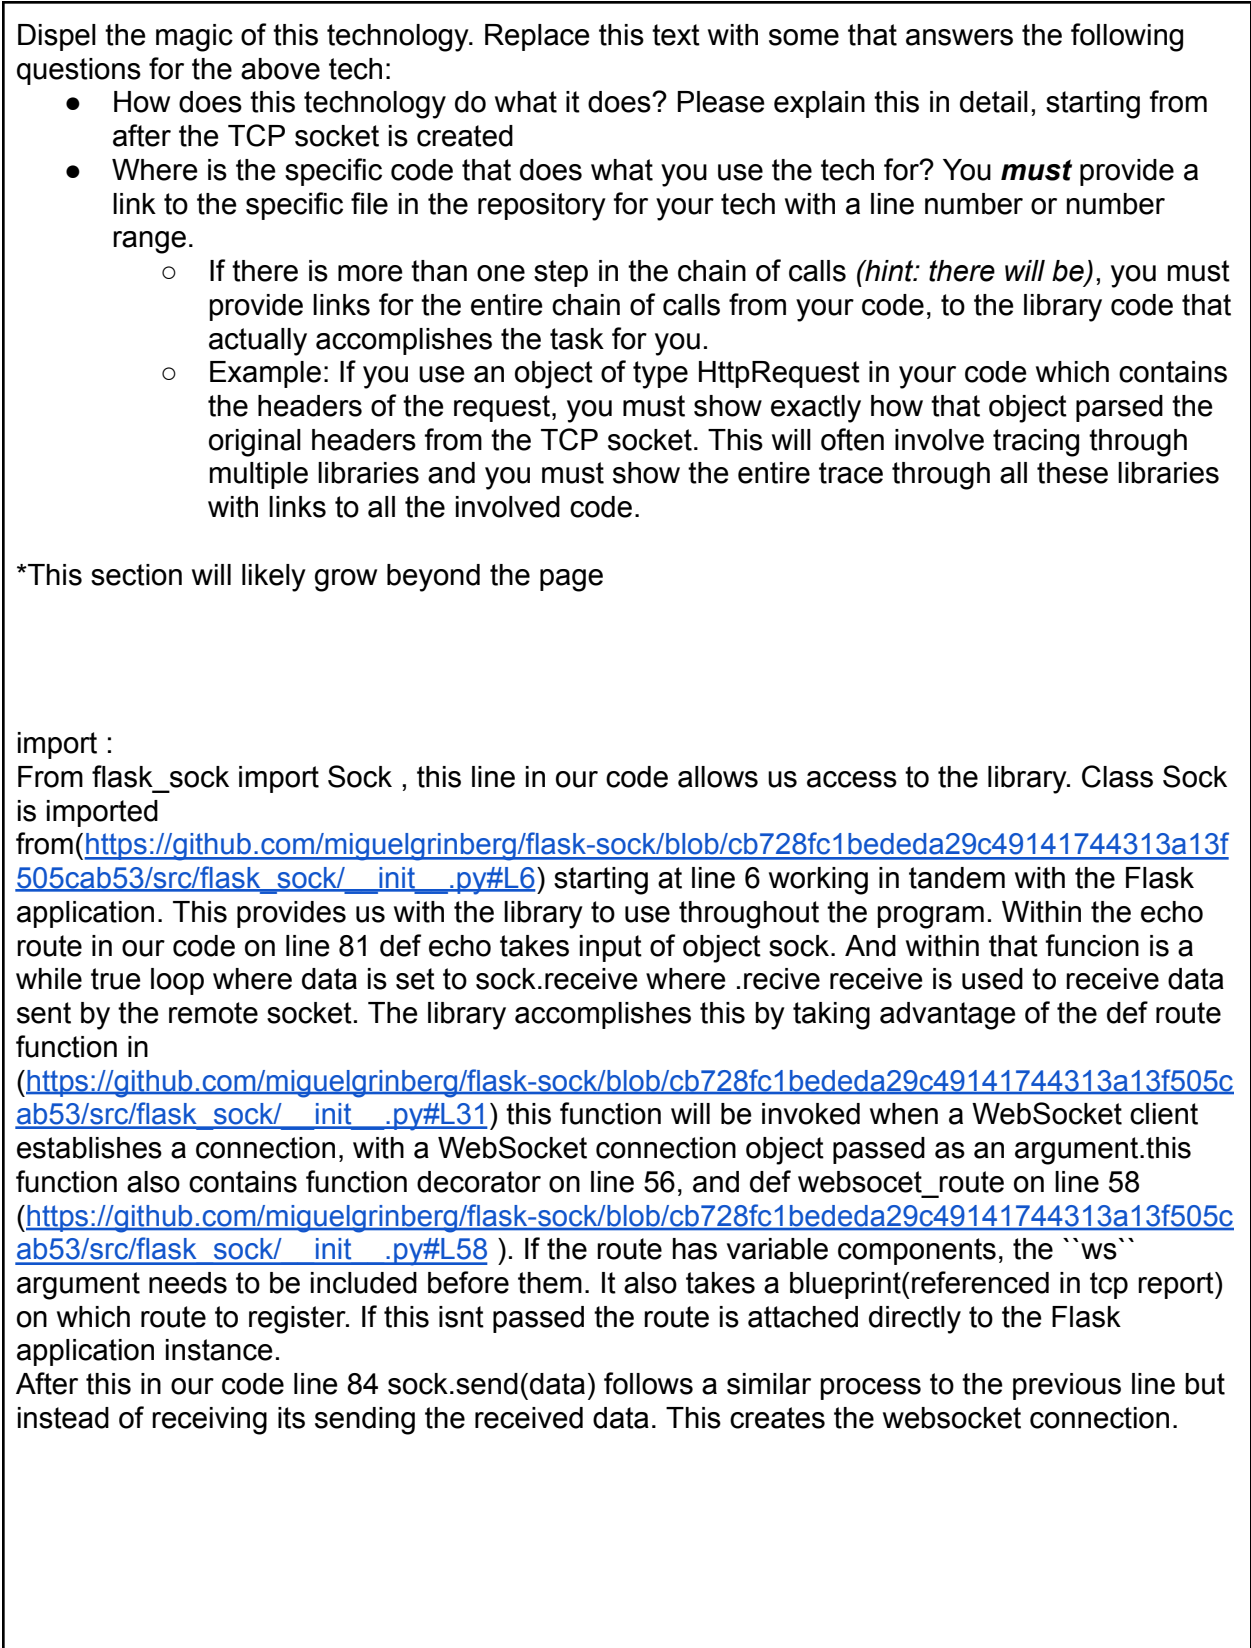 Dispel the magic of this technology. Replace this text with some that answers the following
questions for the above tech:
● How does this technology do what it does? Please explain this in detail, starting from
after the TCP socket is created
● Where is the specific code that does what you use the tech for? You must provide a
link to the specific file in the repository for your tech with a line number or number
range.
○ If there is more than one step in the chain of calls (hint: there will be), you must
provide links for the entire chain of calls from your code, to the library code that
actually accomplishes the task for you.
○ Example: If you use an object of type HttpRequest in your code which contains
the headers of the request, you must show exactly how that object parsed the
original headers from the TCP socket. This will often involve tracing through
multiple libraries and you must show the entire trace through all these libraries
with links to all the involved code.
*This section will likely grow beyond the page
import :
From flask_sock import Sock , this line in our code allows us access to the library. Class Sock
is imported
from(https://github.com/miguelgrinberg/flask-sock/blob/cb728fc1bededa29c49141744313a13f
505cab53/src/flask_sock/__init__.py#L6) starting at line 6 working in tandem with the Flask
application. This provides us with the library to use throughout the program. Within the echo
route in our code on line 81 def echo takes input of object sock. And within that funcion is a
while true loop where data is set to sock.receive where .recive receive is used to receive data
sent by the remote socket. The library accomplishes this by taking advantage of the def route
function in
(https://github.com/miguelgrinberg/flask-sock/blob/cb728fc1bededa29c49141744313a13f505c
ab53/src/flask_sock/__init__.py#L31) this function will be invoked when a WebSocket client
establishes a connection, with a WebSocket connection object passed as an argument.this
function also contains function decorator on line 56, and def websocet_route on line 58
(https://github.com/miguelgrinberg/flask-sock/blob/cb728fc1bededa29c49141744313a13f505c
ab53/src/flask_sock/__init__.py#L58 ). If the route has variable components, the ``ws``
argument needs to be included before them. It also takes a blueprint(referenced in tcp report)
on which route to register. If this isnt passed the route is attached directly to the Flask
application instance.
After this in our code line 84 sock.send(data) follows a similar process to the previous line but
instead of receiving its sending the received data. This creates the websocket connection.